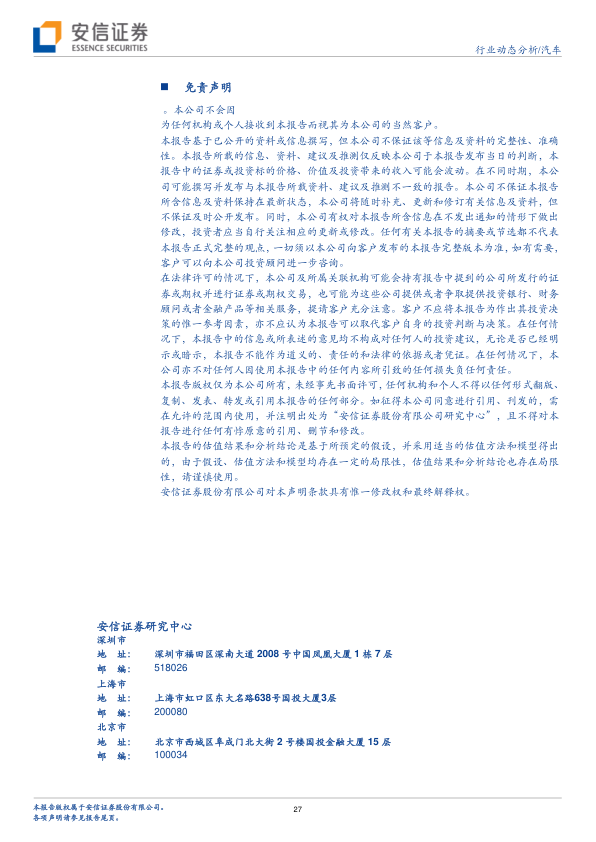 安信证券
ESSENCE SECURITIES
行业动态分析/汽车
■ 免责声明
。本公司不会因
为任何机构或个人接收到本报告而视其为本公司的当然客户。
本报告基于已公开的资料或信息撰写，但本公司不保证该等信息及资料的完整性、准确
性。本报告所载的信息、资料、建议及推测仅反映本公司于本报告发布当日的判断，本
报告中的证券或投资标的价格、价值及投资带来的收入可能会波动。在不同时期，本公
司可能撰写并发布与本报告所载资料、建议及推测不一致的报告。本公司不保证本报告
所含信息及资料保持在最新状态，本公司将随时补充、更新和修订有关信息及资料，但
不保证及时公开发布。同时，本公司有权对本报告所含信息在不发出通知的情形下做出
修改，投资者应当自行关注相应的更新或修改。任何有关本报告的摘要或节选都不代表
本报告正式完整的观点，一切须以本公司向客户发布的本报告完整版本为准，如有需要，
客户可以向本公司投资顾问进一步咨询。
在法律许可的情况下，本公司及所属关联机构可能会持有报告中提到的公司所发行的证
券或期权并进行证券或期权交易，也可能为这些公司提供或者争取提供投资银行、财务
顾问或者金融产品等相关服务，提请客户充分注意。客户不应将本报告为作出其投资决
策的惟一参考因素，亦不应认为本报告可以取代客户自身的投资判断与决策。在任何情
况下，本报告中的信息或所表述的意见均不构成对任何人的投资建议，无论是否已经明
示或暗示，本报告不能作为道义的、责任的和法律的依据或者凭证。在任何情况下，本
公司亦不对任何人因使用本报告中的任何内容所引致的任何损失负任何责任。
本报告版权仅为本公司所有，未经事先书面许可，任何机构和个人不得以任何形式翻版、
复制、发表、转发或引用本报告的任何部分。如征得本公司同意进行引用、刊发的，需
在允许的范围内使用，并注明出处为“安信证券股份有限公司研究中心”，且不得对本
报告进行任何有悖原意的引用、删节和修改。
本报告的估值结果和分析结论是基于所预定的假设，并采用适当的估值方法和模型得出
的，由于假设、估值方法和模型均存在一定的局限性，估值结果和分析结论也存在局限
性，请谨慎使用。
安信证券股份有限公司对本声明条款具有惟一修改权和最终解释权。
安信证券研究中心
深圳市
地 址： 深圳市福田区深南大道 2008 号中国凤凰大厦 1 栋 7 层
邮 编： 518026
上海市
地 址： 上海市虹口区东大名路638号国投大厦3层
邮 编： 200080
北京市
地 址： 北京市西城区阜成门北大街 2 号楼国投金融大厦 15 层
邮 编： 100034
本报告版权属于安信证券股份有限公司。
各项声明请参见报告尾页。
27